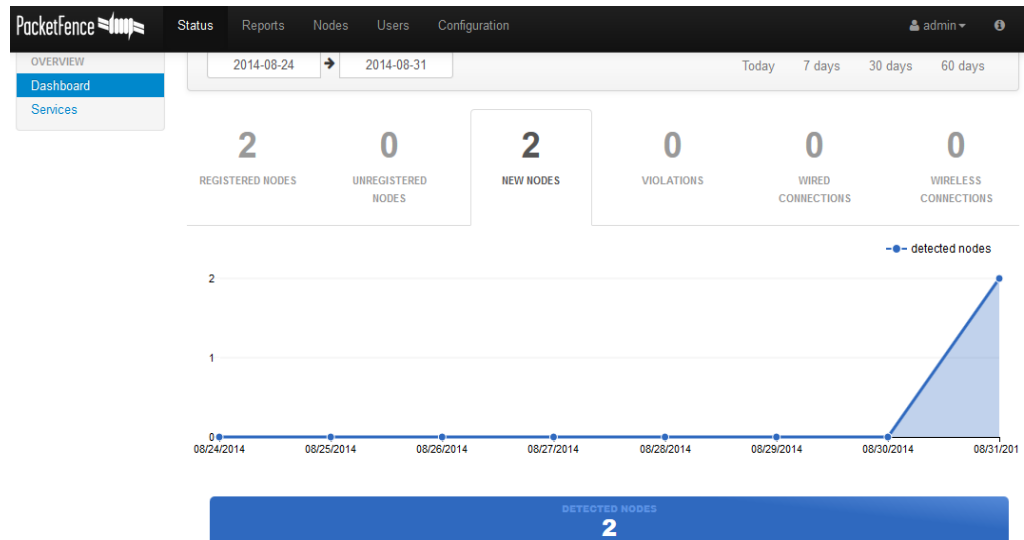 PacketFence Status Reports Nodes Users Configuration admin
OVERVIEW
Dashboard
Services
2014-08-24 2014-08-31 Today 7 days 30 days 60 days
2 0 2 0 0 0
REGISTERED NODES UNREGISTERED NODES NEW NODES VIOLATIONS WIRED CONNECTIONS WIRELESS CONNECTIONS
detected nodes
2
1
0
08/24/2014 08/25/2014 08/26/2014 08/27/2014 08/28/2014 08/29/2014 08/30/2014 08/31/201
DETECTED NODES
2